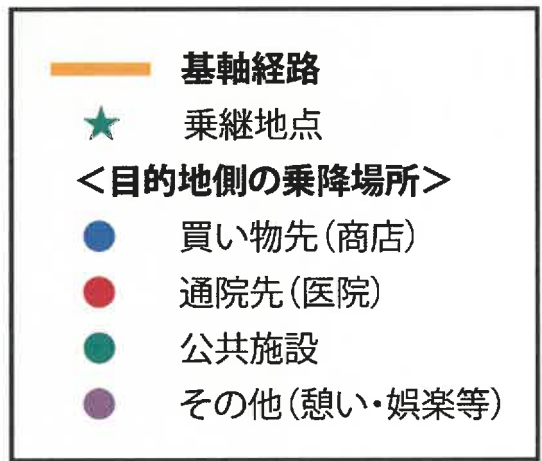 基軸経路
乗継地点
＜目的地側の乗降場所＞
買い物先（商店）
通院先（医院）
公共施設
その他（憩い・娯楽等）